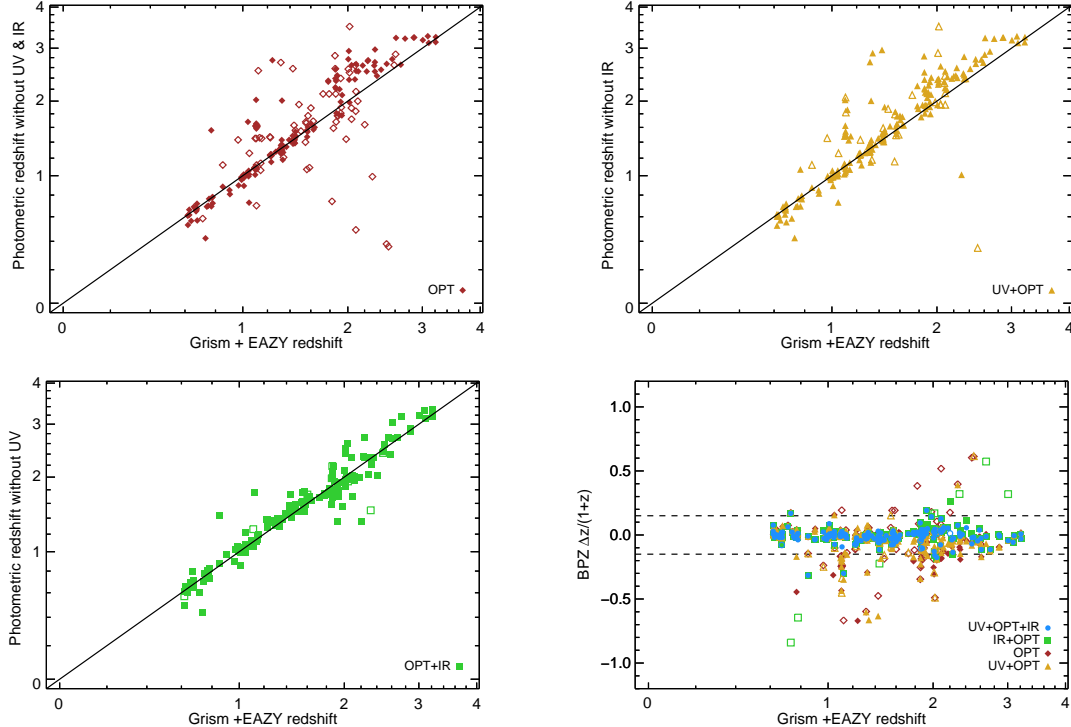 Photometric redshift without UV & IR
4
3
2
1
0
OPT
0 1 2 3 4
Grism + EAZY redshift
Photometric redshift without IR
4
3
2
1
0
UV+OPT
0 1 2 3 4
Grism +EAZY redshift
Photometric redshift without UV
4
3
2
1
0
OPT+IR
0 1 2 3 4
Grism +EAZY redshift
BPZ Δz/(1+z)
1.0
0.5
0.0
−0.5
−1.0
UV+OPT+IR
IR+OPT
OPT
UV+OPT
0 1 2 3 4
Grism +EAZY redshift